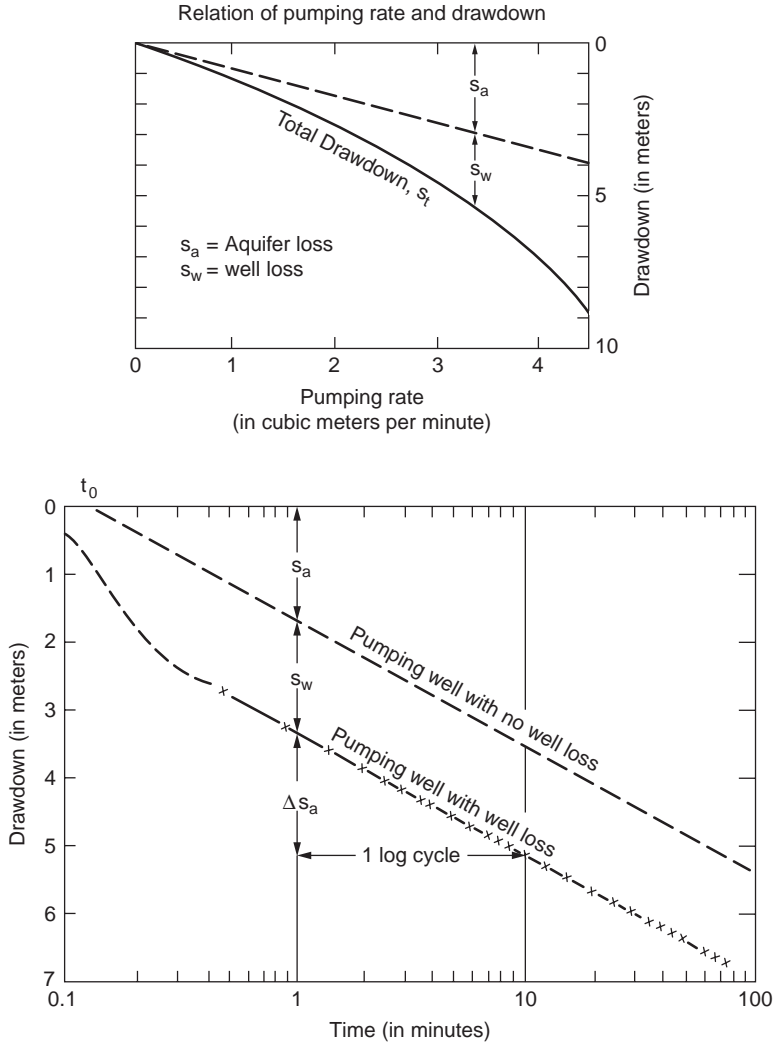 Relation of pumping rate and drawdown
0
s_a
Total Drawdown, s_t
s_w
5
Drawdown (in meters)
s_a = Aquifer loss
s_w = well loss
10
0 1 2 3 4
Pumping rate
(in cubic meters per minute)
t_0
0
1
2
3
4
5
6
7
Drawdown (in meters)
s_a
s_w
Δs_a
Pumping well with no well loss
Pumping well with well loss
1 log cycle
0.1 1 10 100
Time (in minutes)